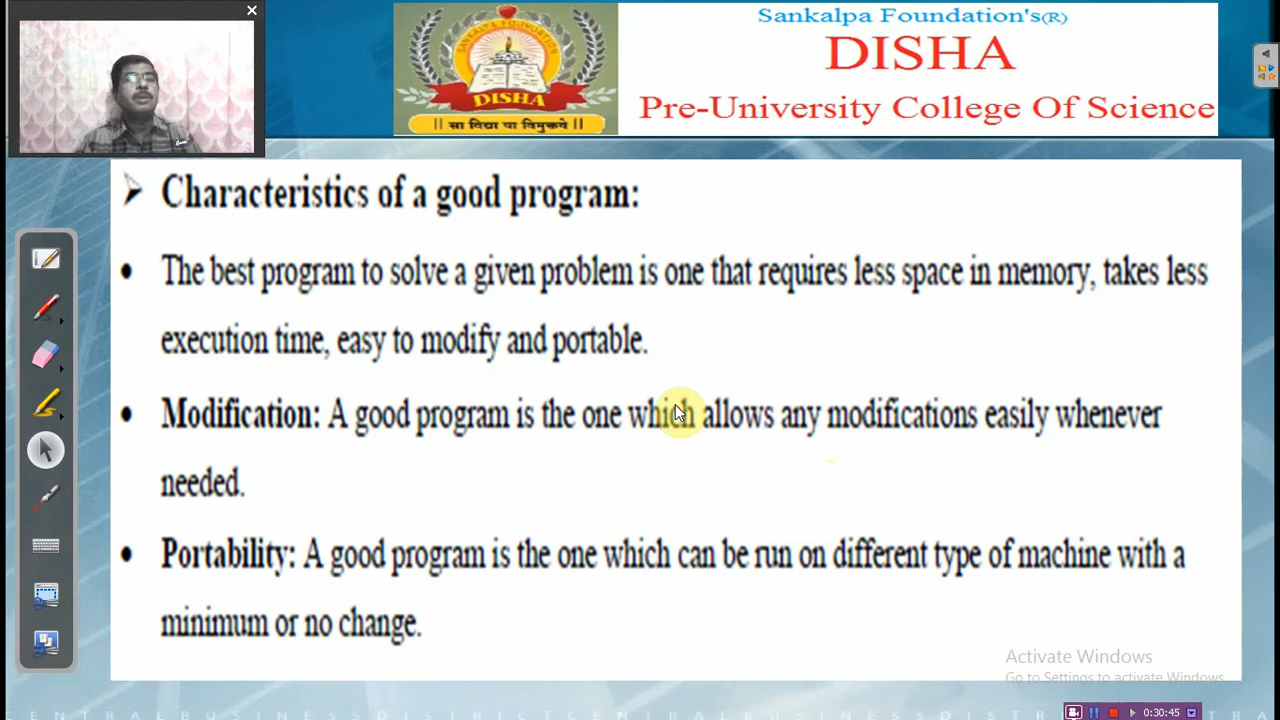 Sankalpa Foundation's(R)
DISHA
Pre-University College Of Science
SANKALPA FOUNDATION
DISHA
|| सा विद्या या विमुक्तये ||
Characteristics of a good program:
The best program to solve a given problem is one that requires less space in memory, takes less
execution time, easy to modify and portable.
Modification: A good program is the one which allows any modifications easily whenever
needed.
Portability: A good program is the one which can be run on different type of machine with a
minimum or no change.
Activate Windows
Go to Settings to activate Windows.
0:30:45